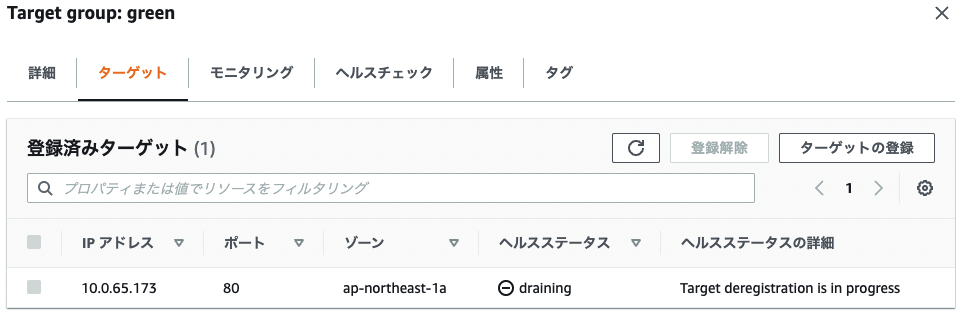 Target group: green
詳細 ターゲット モニタリング ヘルスチェック 属性 タグ
登録済みターゲット (1) 登録解除 ターゲットの登録
プロパティまたは値でリソースをフィルタリング 1
IP アドレス ポート ゾーン ヘルスステータス ヘルスステータスの詳細
10.0.65.173 80 ap-northeast-1a draining Target deregistration is in progress